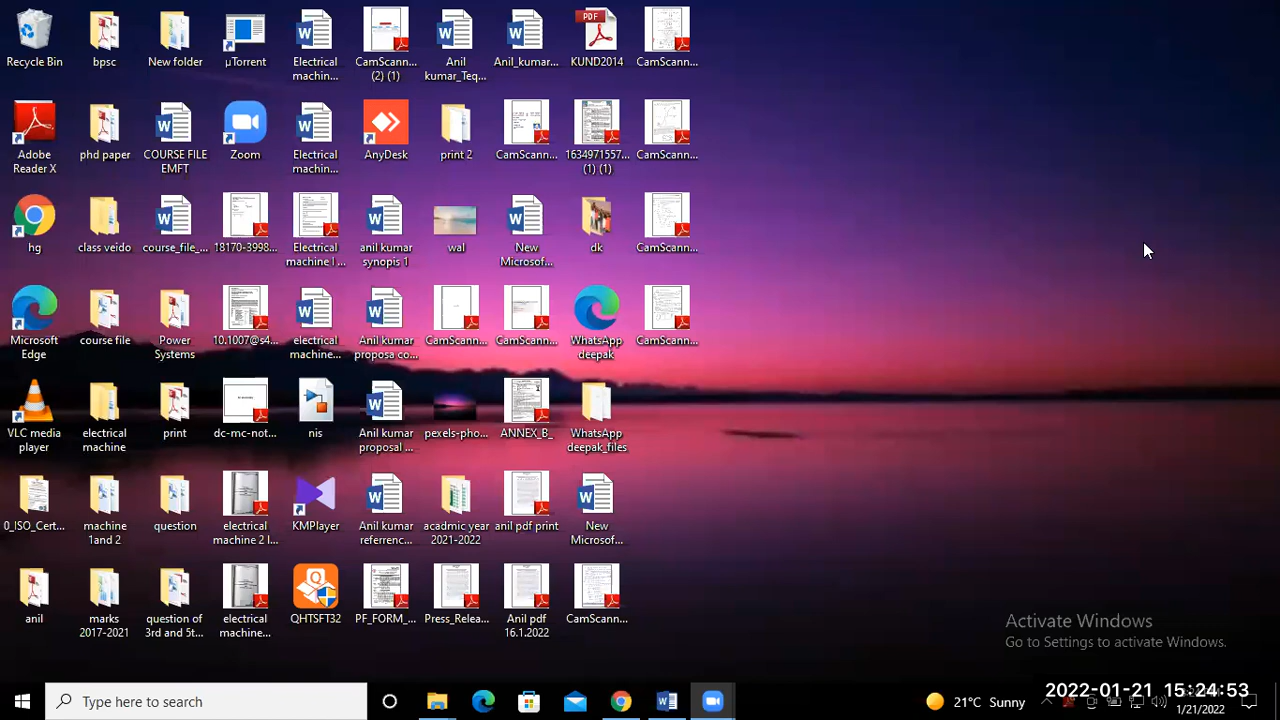 Recycle Bin
bpsc
New folder
µTorrent
Electrical
machin...
CamScann...
(2) (1)
Anil
kumar_Teq...
Anil_kumar...
PDF
KUND2014
CamScann...
Adobe
Reader X
phd paper
COURSE FILE
EMFT
Zoom
Electrical
machin...
AnyDesk
print 2
CamScann...
1634971557...
(1) (1)
CamScann...
hg
class veido
course_file_...
18170-3998...
Electrical
machine I ...
anil kumar
synopis 1
wal
New
Microsof...
dk
CamScann...
Microsoft
Edge
course file
Power
Systems
10.1007@s4...
electrical
machine...
Anil kumar
proposa co...
CamScann...
CamScann...
WhatsApp
deepak
CamScann...
VLC media
player
electrical
machine
print
dc-mc-not...
nis
Anil kumar
proposal ...
pexels-pho...
ANNEX_B_
WhatsApp
deepak_files
0_ISO_Cert...
machine
1and 2
question
electrical
machine 2 l...
KMPlayer
Anil kumar
referrenc...
acadmic year
2021-2022
anil pdf print
New
Microsof...
anil
marks
2017-2021
question of
3rd and 5t...
electrical
machine...
QHTSFT32
PF_FORM_...
Press_Relea...
Anil pdf
16.1.2022
CamScann...
Activate Windows
Go to Settings to activate Windows.
Type here to search
21°C Sunny
2022-01-21 15:24:53
1/21/2022